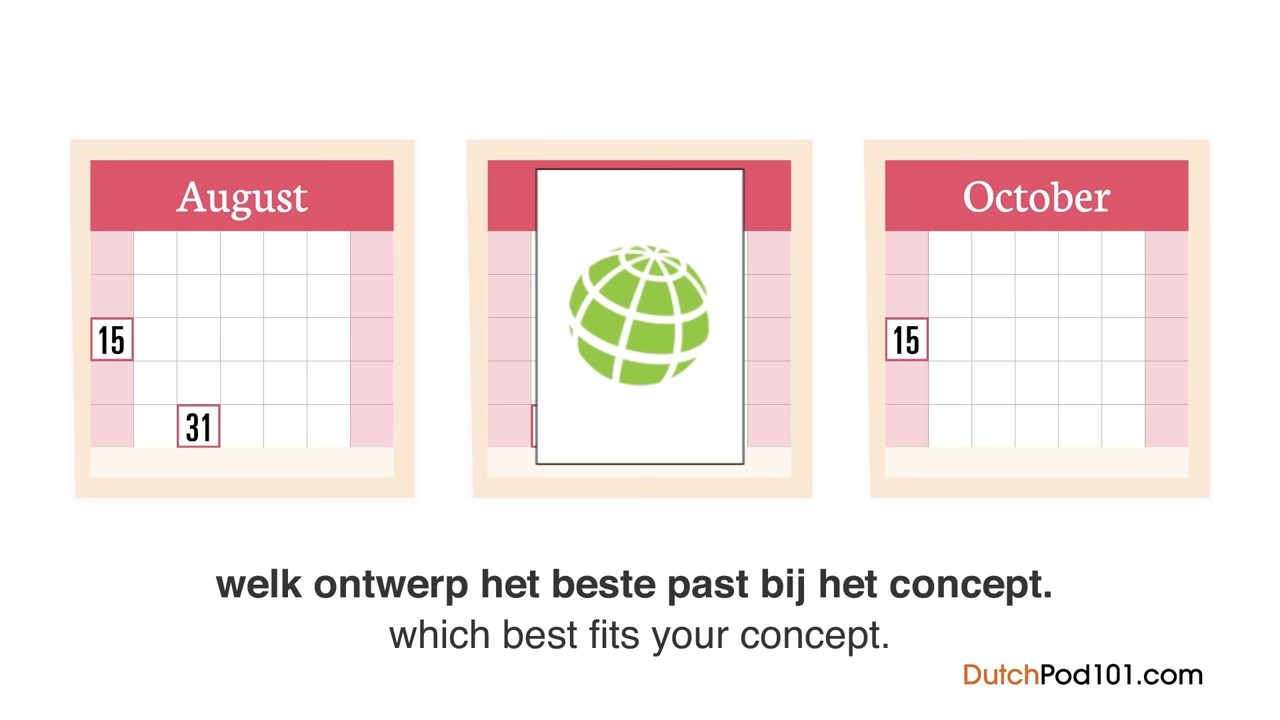 August
October
15
15
31
welk ontwerp het beste past bij het concept.
which best fits your concept.
DutchPod101.com